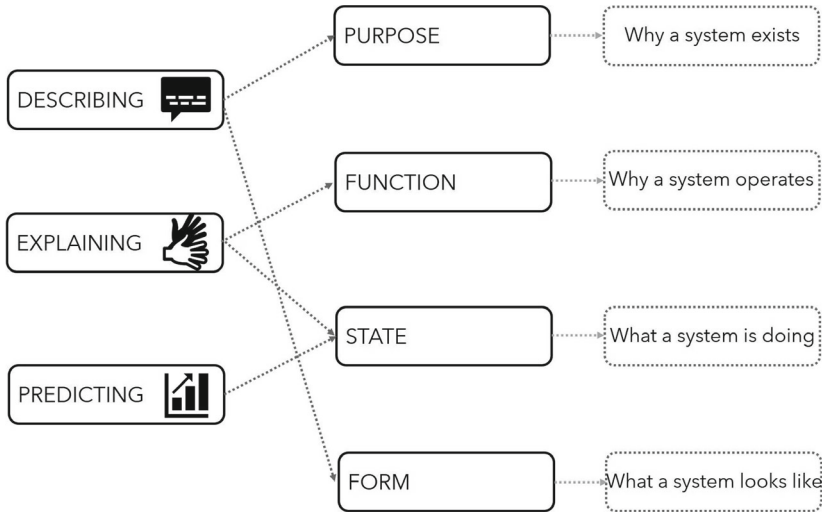 DESCRIBING
EXPLAINING
PREDICTING
PURPOSE
FUNCTION
STATE
FORM
Why a system exists
Why a system operates
What a system is doing
What a system looks like